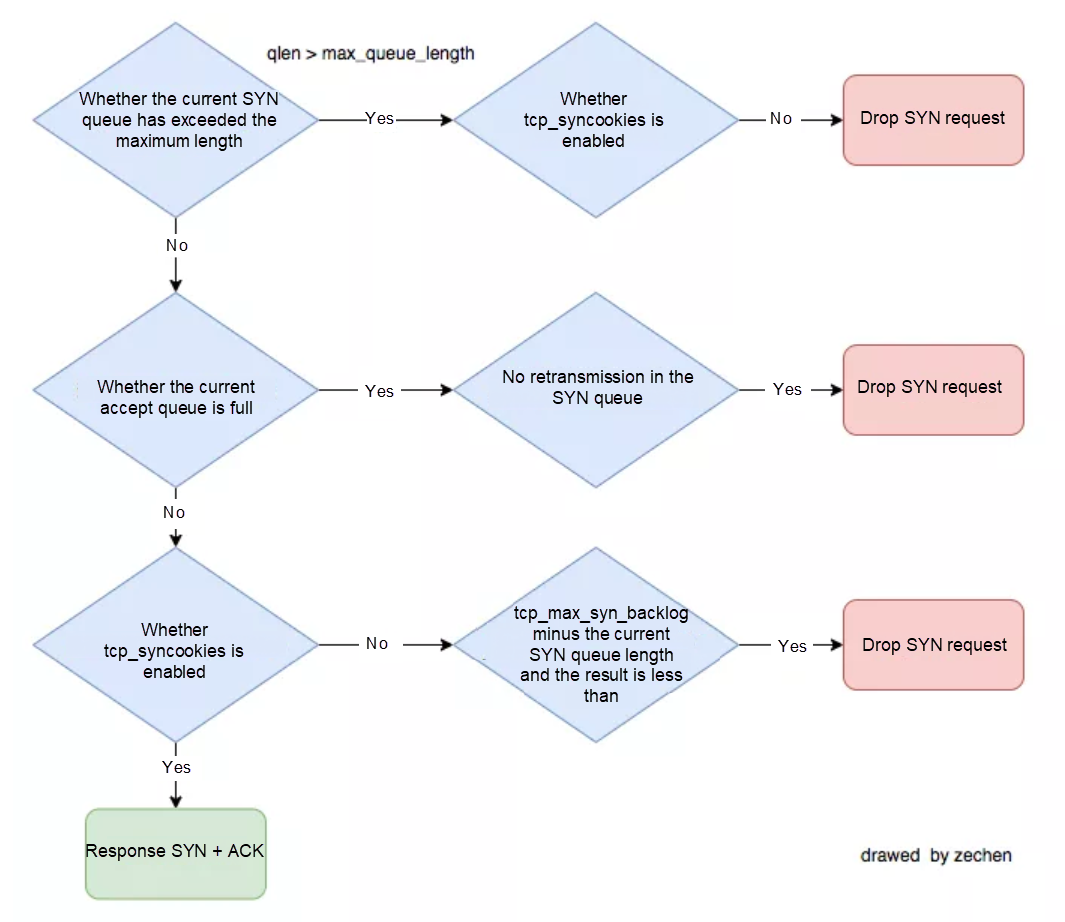 qlen > max_queue_length
Whether the current SYN
queue has exceeded the
maximum length
Yes
Whether
tcp_syncookies is
enabled
No
Drop SYN request
No
Whether the current
accept queue is full
Yes
No retransmission in the
SYN queue
Yes
Drop SYN request
No
Whether
tcp_syncookies is
enabled
No
tcp_max_syn_backlog
minus the current
SYN queue length
and the result is less
than
Yes
Drop SYN request
Yes
Response SYN + ACK
drawed by zechen